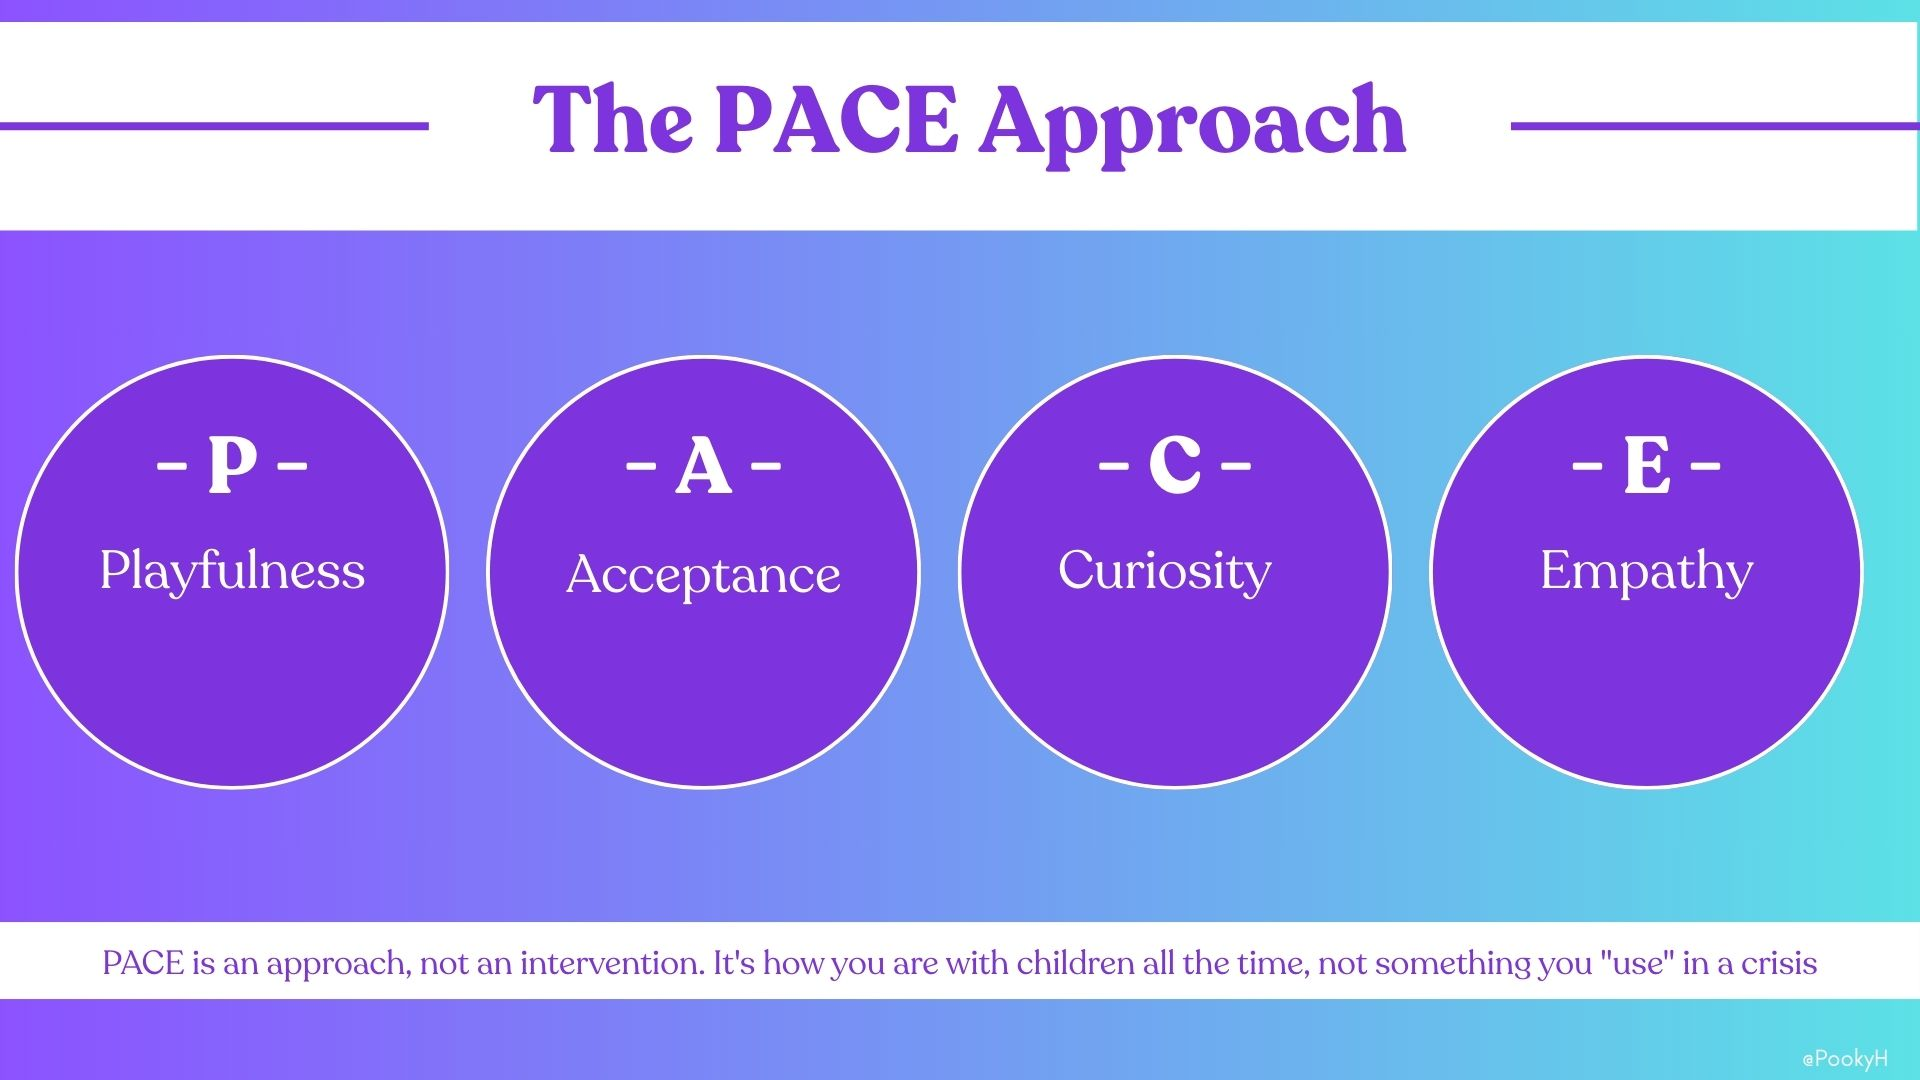 The PACE Approach
- P -
Playfulness
- A -
Acceptance
- C -
Curiosity
- E -
Empathy
PACE is an approach, not an intervention. It's how you are with children all the time, not something you "use" in a crisis
@PookyH